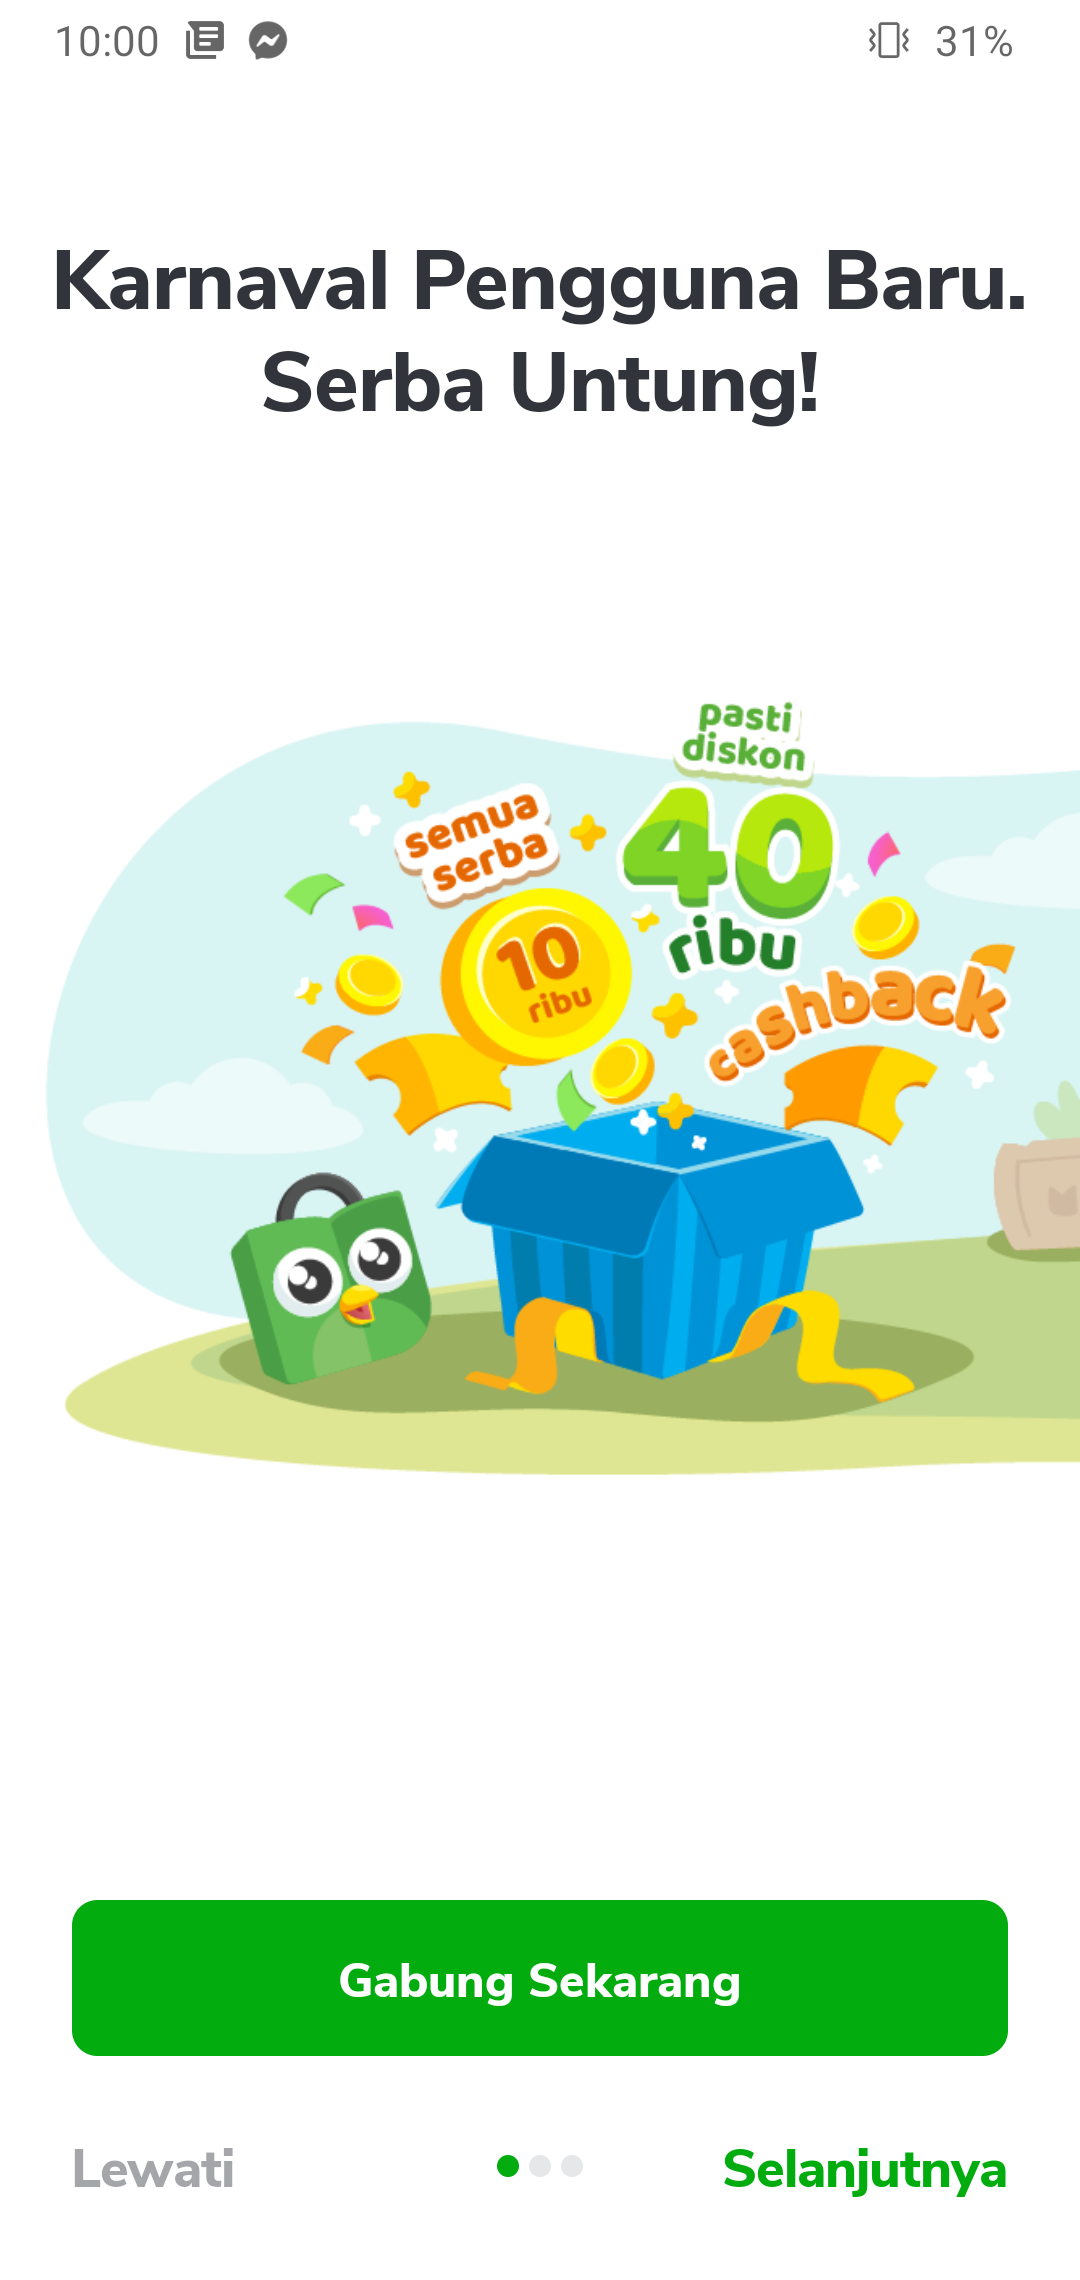 10:00
31%
Karnaval Pengguna Baru.
Serba Untung!
pasti
diskon
40
ribu
semua
serba
10
ribu
cashback
Gabung Sekarang
Lewati
Selanjutnya